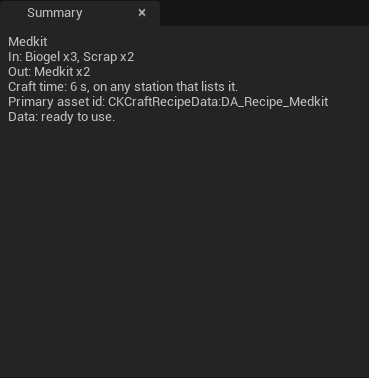 Summary
Medkit
In: Biogel x3, Scrap x2
Out: Medkit x2
Craft time: 6 s, on any station that lists it.
Primary asset id: CKCraftRecipeData:DA_Recipe_Medkit
Data: ready to use.